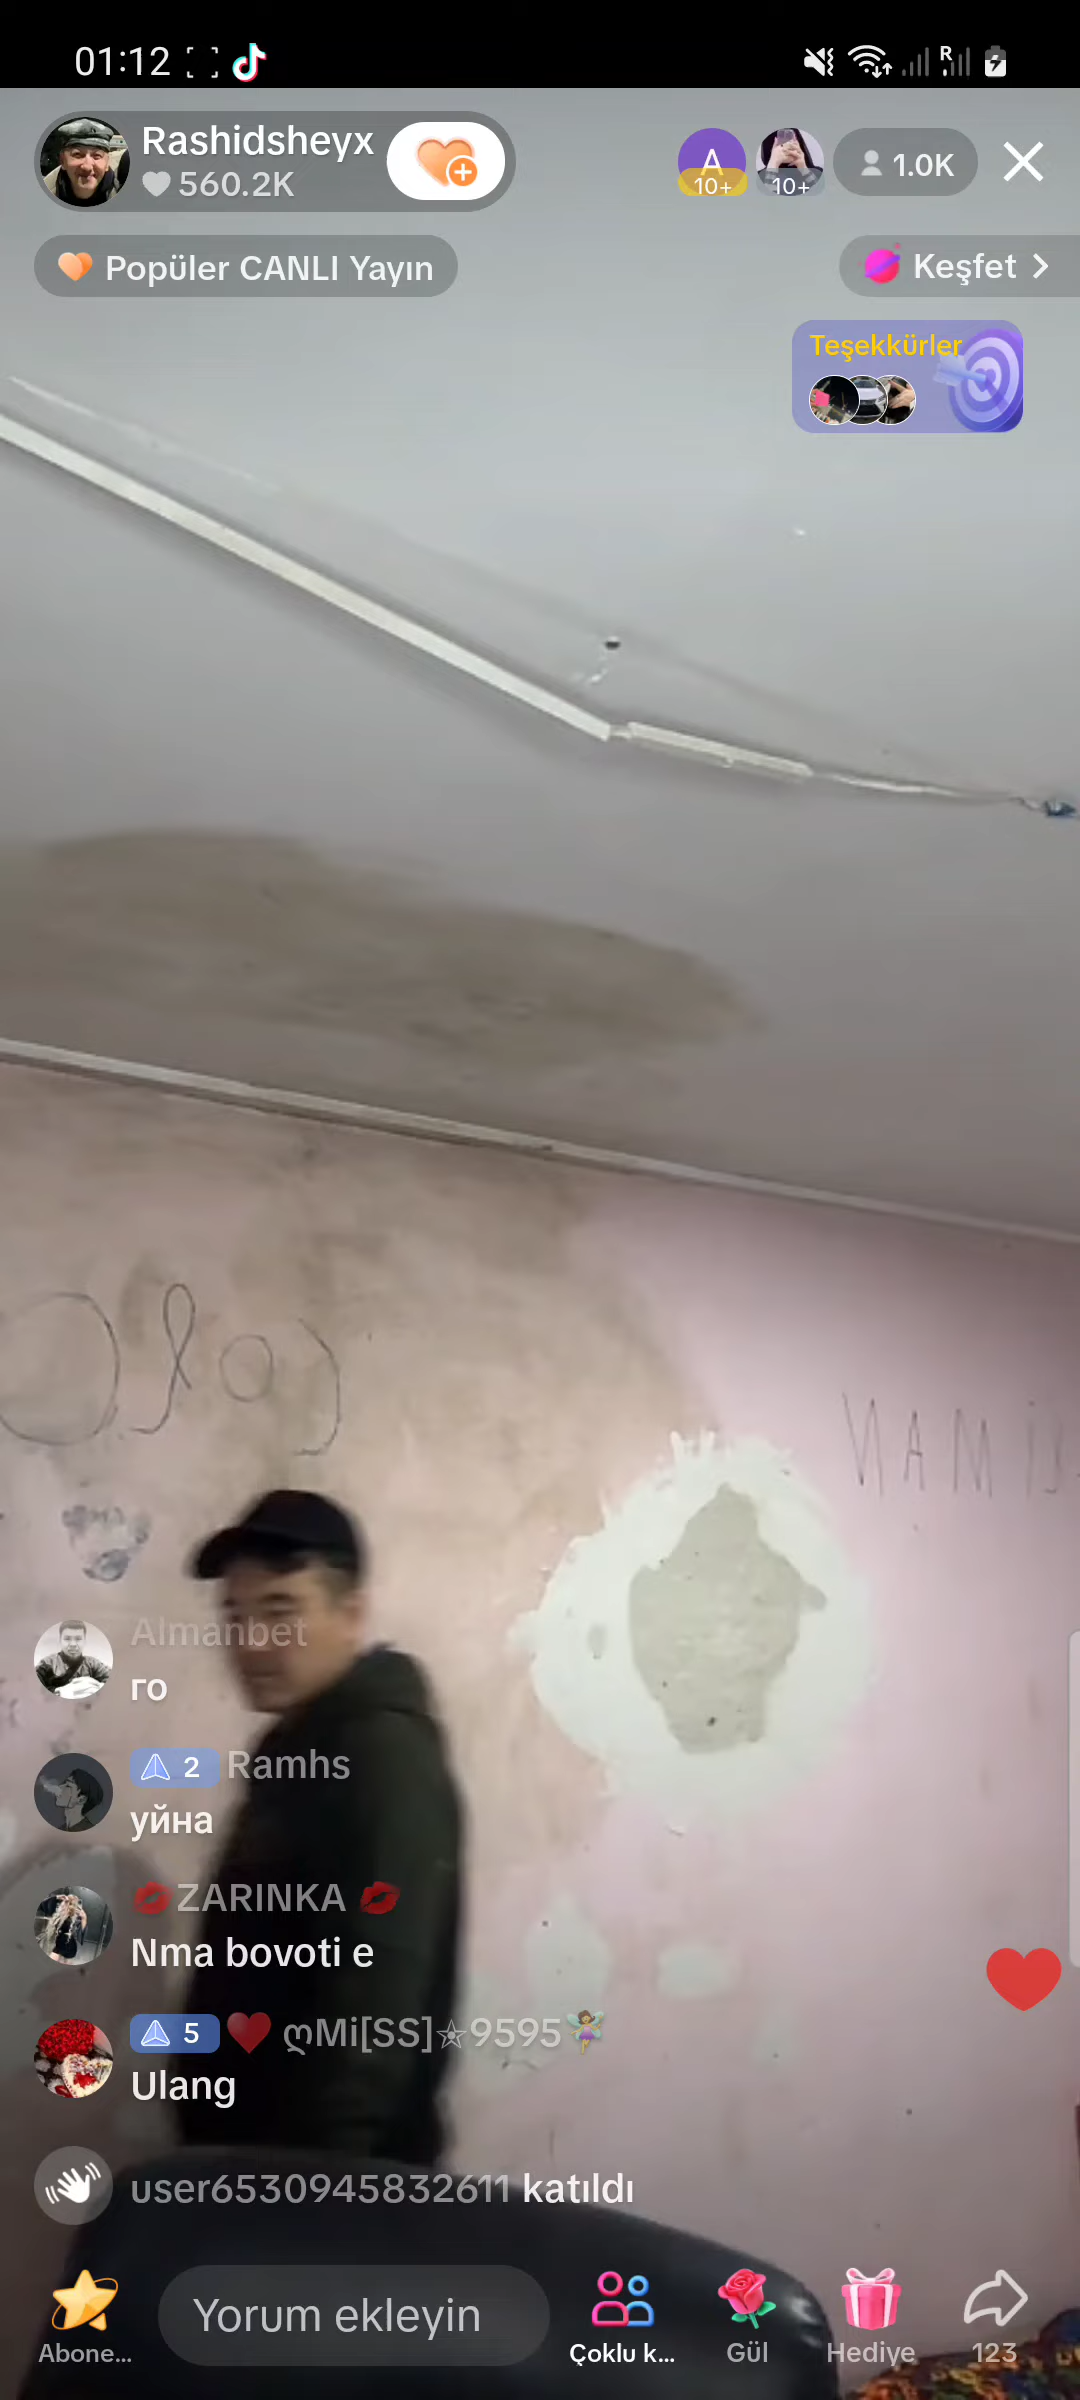 01:12
R
Rashidsheyx
560.2K
A
10+
10+
1.0K
Popüler CANLI Yayın
Keşfet
Teşekkürler
Almanbet
го
2 Ramhs
уйна
ZARINKA
Nma bovoti e
5 ღMi[SS]✯9595
Ulang
user6530945832611 katıldı
Abone...
Yorum ekleyin
Çoklu k...
Gül
Hediye
123